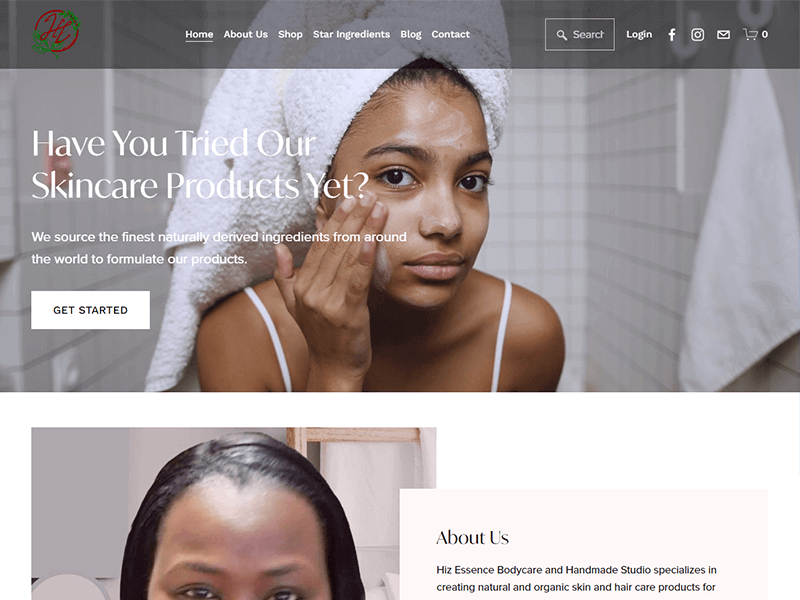 Home About Us Shop Star Ingredients Blog Contact Search Login 0
Have You Tried Our
Skincare Products Yet?
We source the finest naturally derived ingredients from around
the world to formulate our products.
GET STARTED
About Us
Hiz Essence Bodycare and Handmade Studio specializes in
creating natural and organic skin and hair care products for